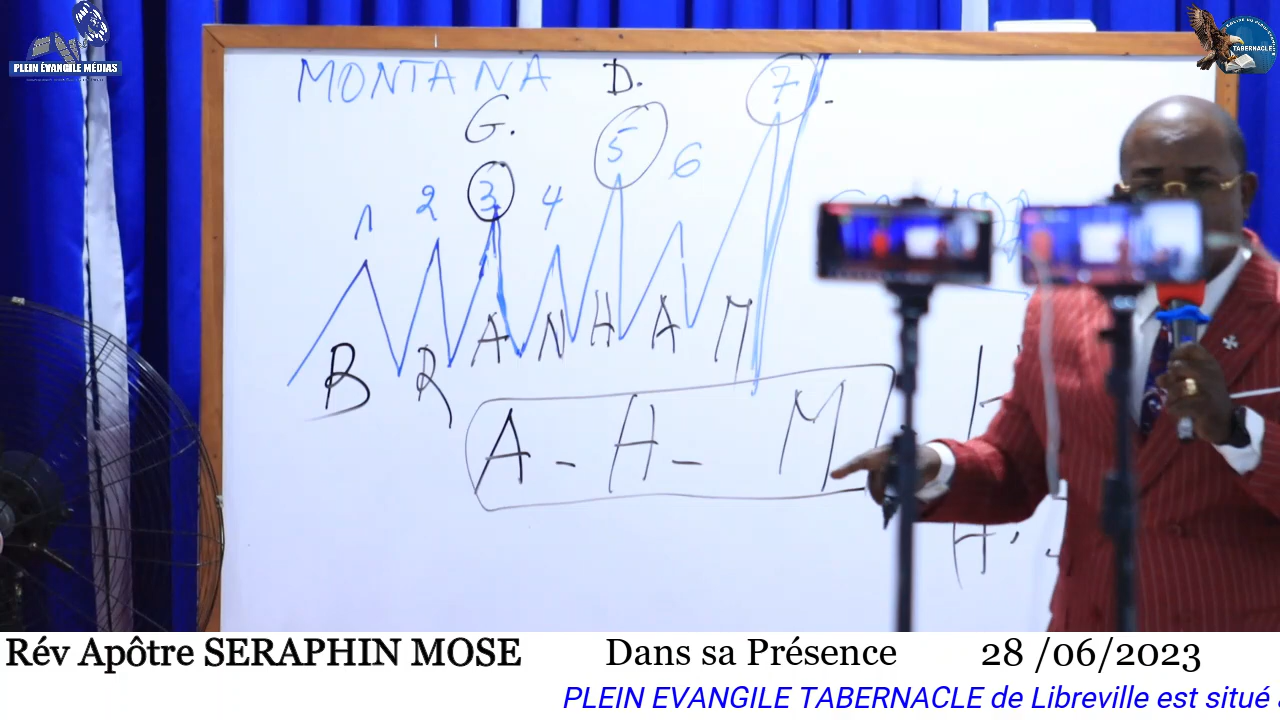 PLEIN ÉVANGILE MÉDIAS
TABERNACLE
MONTANA D.
G.
1 2 3 4 5 6 7
B R A N H A M
A - H - M
H
Rév Apôtre SERAPHIN MOSE Dans sa Présence 28 /06/2023
PLEIN EVANGILE TABERNACLE de Libreville est situé